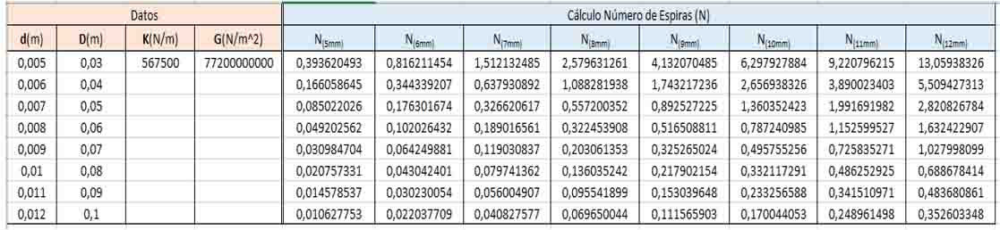 Datos Cálculo Número de Espiras (N)
d(m) D(m) K(N/m) G(N/m^2) N(5mm) N(6mm) N(7mm) N(8mm) N(9mm) N(10mm) N(11mm) N(12mm)
0,005 0,03 567500 77200000000 0,393620493 0,816211454 1,512132485 2,579631261 4,132070485 6,297927884 9,220796215 13,05938326
0,006 0,04 0,166058645 0,344339207 0,637930892 1,088281938 1,743217236 2,656938326 3,890023403 5,509427313
0,007 0,05 0,085022026 0,176301674 0,326620617 0,557200352 0,892527225 1,360352423 1,991691982 2,820826784
0,008 0,06 0,049202562 0,102026432 0,189016561 0,322453908 0,516508811 0,787240985 1,152599527 1,632422907
0,009 0,07 0,030984704 0,064249881 0,119030837 0,203061353 0,325265024 0,495755256 0,725835271 1,027998099
0,01 0,08 0,020757331 0,043042401 0,079741362 0,136035242 0,217902154 0,332117291 0,486252925 0,688678414
0,011 0,09 0,014578537 0,030230054 0,056004907 0,095541899 0,153039648 0,233256588 0,341510971 0,483680861
0,012 0,1 0,010627753 0,022037709 0,040827577 0,069650044 0,111565903 0,170044053 0,248961498 0,352603348